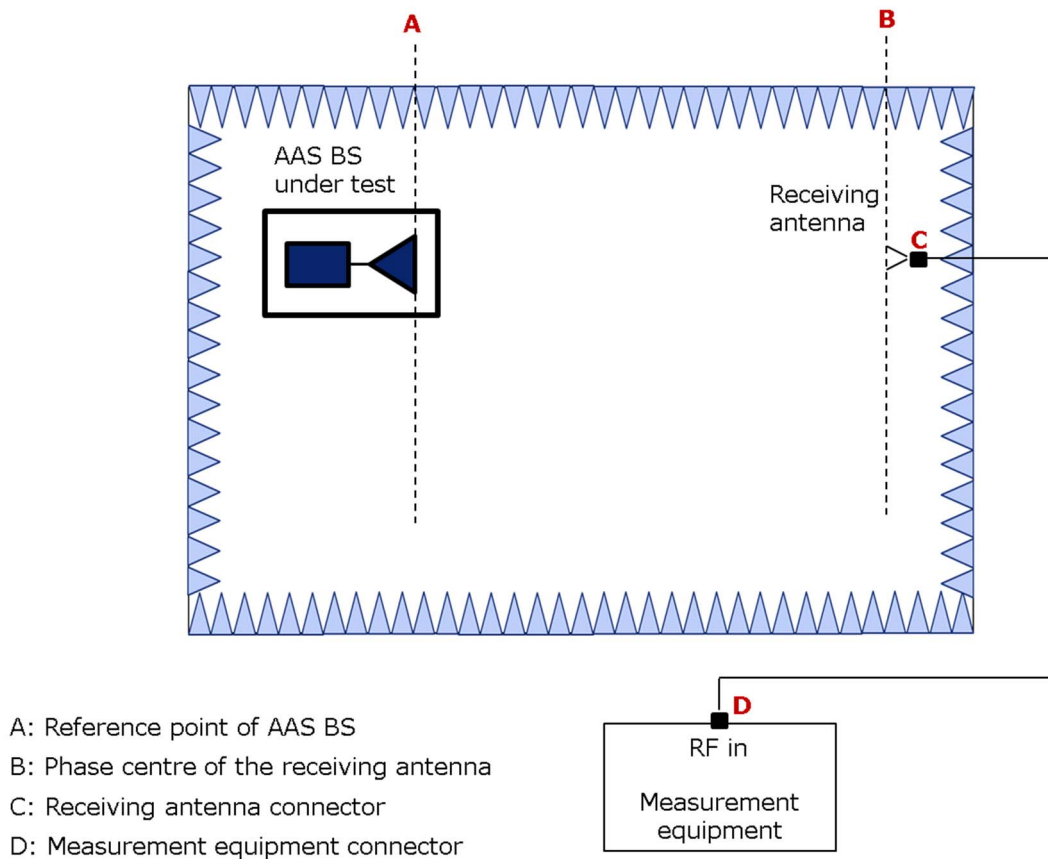 A
B
AAS BS
under test
Receiving
antenna
C
D
RF in
Measurement
equipment
A: Reference point of AAS BS
B: Phase centre of the receiving antenna
C: Receiving antenna connector
D: Measurement equipment connector